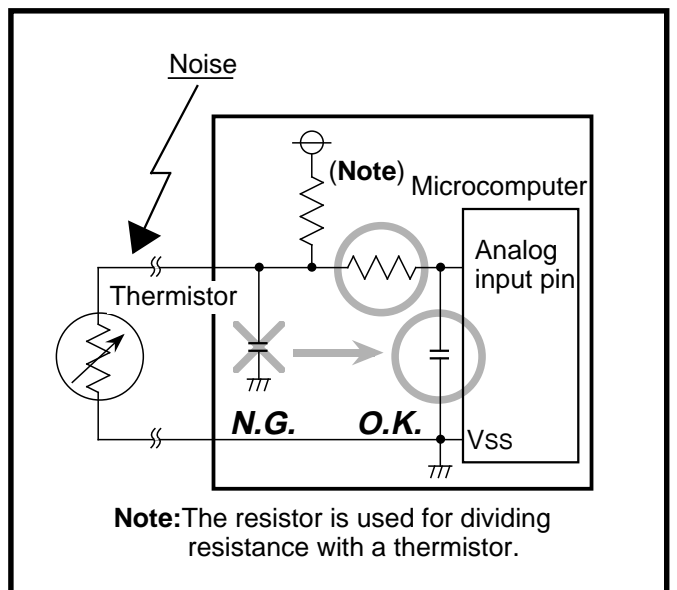 Noise
(Note)
Microcomputer
Analog
input pin
Thermistor
N.G.
O.K.
VSS
Note:The resistor is used for dividing
resistance with a thermistor.